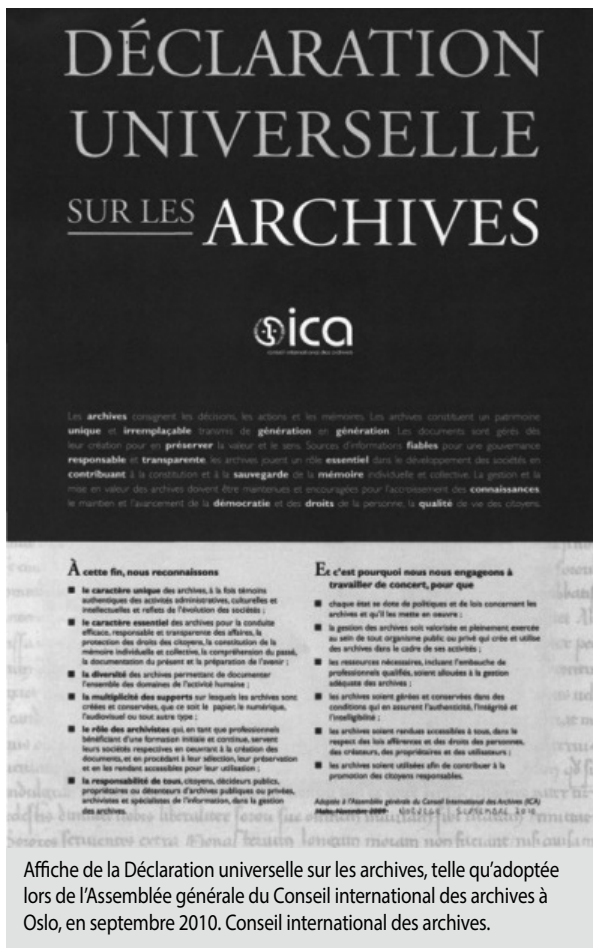 DÉCLARATION
UNIVERSELLE
SUR LES ARCHIVES
ica
conseil international des archives
Les archives consignent les décisions, les actions et les mémoires. Les archives constituent un patrimoine
unique et irremplaçable transmis de génération en génération. Les documents sont gérés dès
leur création pour en préserver la valeur et le sens. Sources d'informations fiables pour une gouvernance
responsable et transparente, les archives jouent un rôle essentiel dans le développement des sociétés en
contribuant à la constitution et à la sauvegarde de la mémoire individuelle et collective. La gestion et la
mise en valeur des archives doivent être maintenues et encouragées pour l'accroissement des connaissances,
le maintien et l'avancement de la démocratie et des droits de la personne, la qualité de vie des citoyens.
À cette fin, nous reconnaissons
■ le caractère unique des archives, à la fois témoins
authentiques des activités administratives, culturelles et
intellectuelles et reflets de l'évolution des sociétés ;
■ le caractère essentiel des archives pour la conduite
efficace, responsable et transparente des affaires, la
protection des droits des citoyens, la constitution de la
mémoire individuelle et collective, la compréhension du passé,
la documentation du présent et la préparation de l'avenir ;
■ la diversité des archives permettant de documenter
l'ensemble des domaines de l'activité humaine ;
■ la multiplicité des supports sur lesquels les archives sont
créées et conservées, que ce soit le papier, le numérique,
l'audiovisuel ou tout autre type ;
■ le rôle des archivistes qui, en tant que professionnels
bénéficiant d'une formation initiale et continue, servent
leurs sociétés respectives en oeuvrant à la création des
documents, et en procédant à leur sélection, leur préservation
et en les rendant accessibles pour leur utilisation ;
■ la responsabilité de tous, citoyens, décideurs publics,
propriétaires ou détenteurs d'archives publiques ou privées,
archivistes et spécialistes de l'information, dans la gestion
des archives.
Et c'est pourquoi nous nous engageons à
travailler de concert, pour que
■ chaque état se dote de politiques et de lois concernant les
archives et qu'il les mette en oeuvre ;
■ la gestion des archives soit valorisée et pleinement exercée
au sein de tout organisme public ou privé qui crée et utilise
des archives dans le cadre de ses activités ;
■ les ressources nécessaires, incluant l'embauche de
professionnels qualifiés, soient allouées à la gestion
adéquate des archives ;
■ les archives soient gérées et conservées dans des
conditions qui en assurent l'authenticité, l'intégrité et
l'intelligibilité ;
■ les archives soient rendues accessibles à tous, dans le
respect des lois afférentes et des droits des personnes,
des créateurs, des propriétaires et des utilisateurs ;
■ les archives soient utilisées afin de contribuer à la
promotion des citoyens responsables.
Adoptée à l'Assemblée générale du Conseil International des Archives (ICA)
Malte, Novembre 2009
Affiche de la Déclaration universelle sur les archives, telle qu'adoptée
lors de l'Assemblée générale du Conseil international des archives à
Oslo, en septembre 2010. Conseil international des archives.